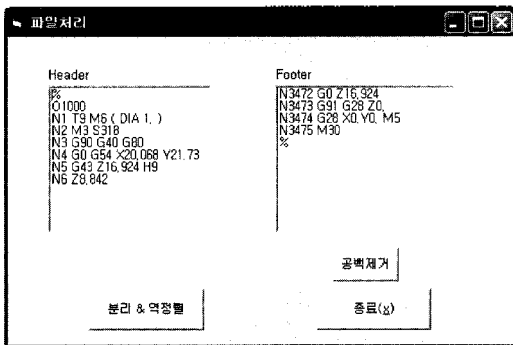 파일처리
Header
%
O1000
N1 T9 M6 ( DIA 1. )
N2 M3 S318
N3 G90 G40 G80
N4 G0 G54 X20.068 Y21.73
N5 G43 Z16.924 H9
N6 Z8.842
Footer
N3472 G0 Z16.924
N3473 G91 G28 Z0.
N3474 G28 X0.Y0. M5
N3475 M30
%
공백제거
분리 & 역정렬
종료(x)